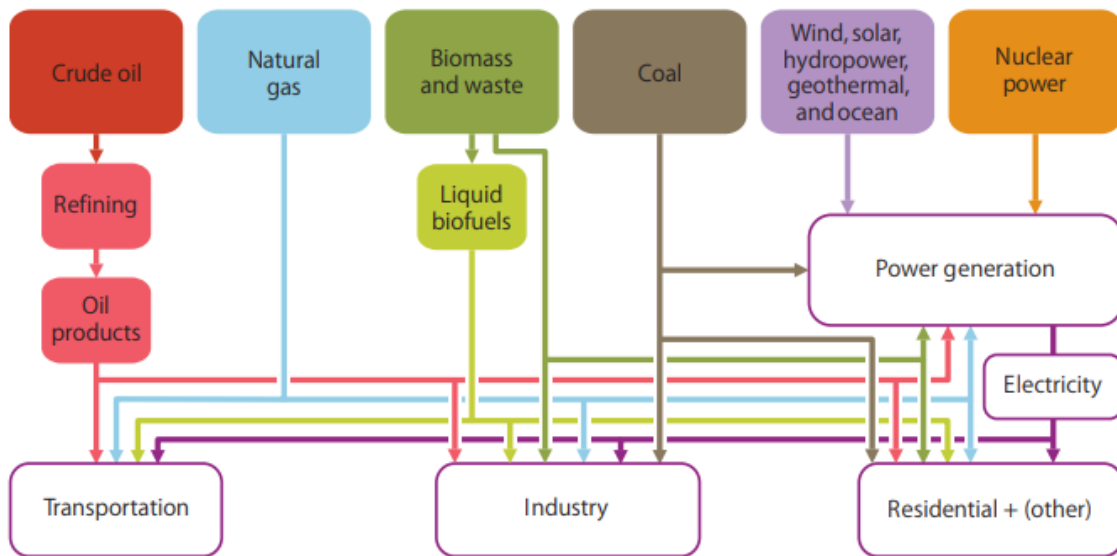 Crude oil
Natural
gas
Biomass
and waste
Coal
Wind, solar,
hydropower,
geothermal,
and ocean
Nuclear
power
Refining
Liquid
biofuels
Power generation
Oil
products
Electricity
Transportation
Industry
Residential + (other)